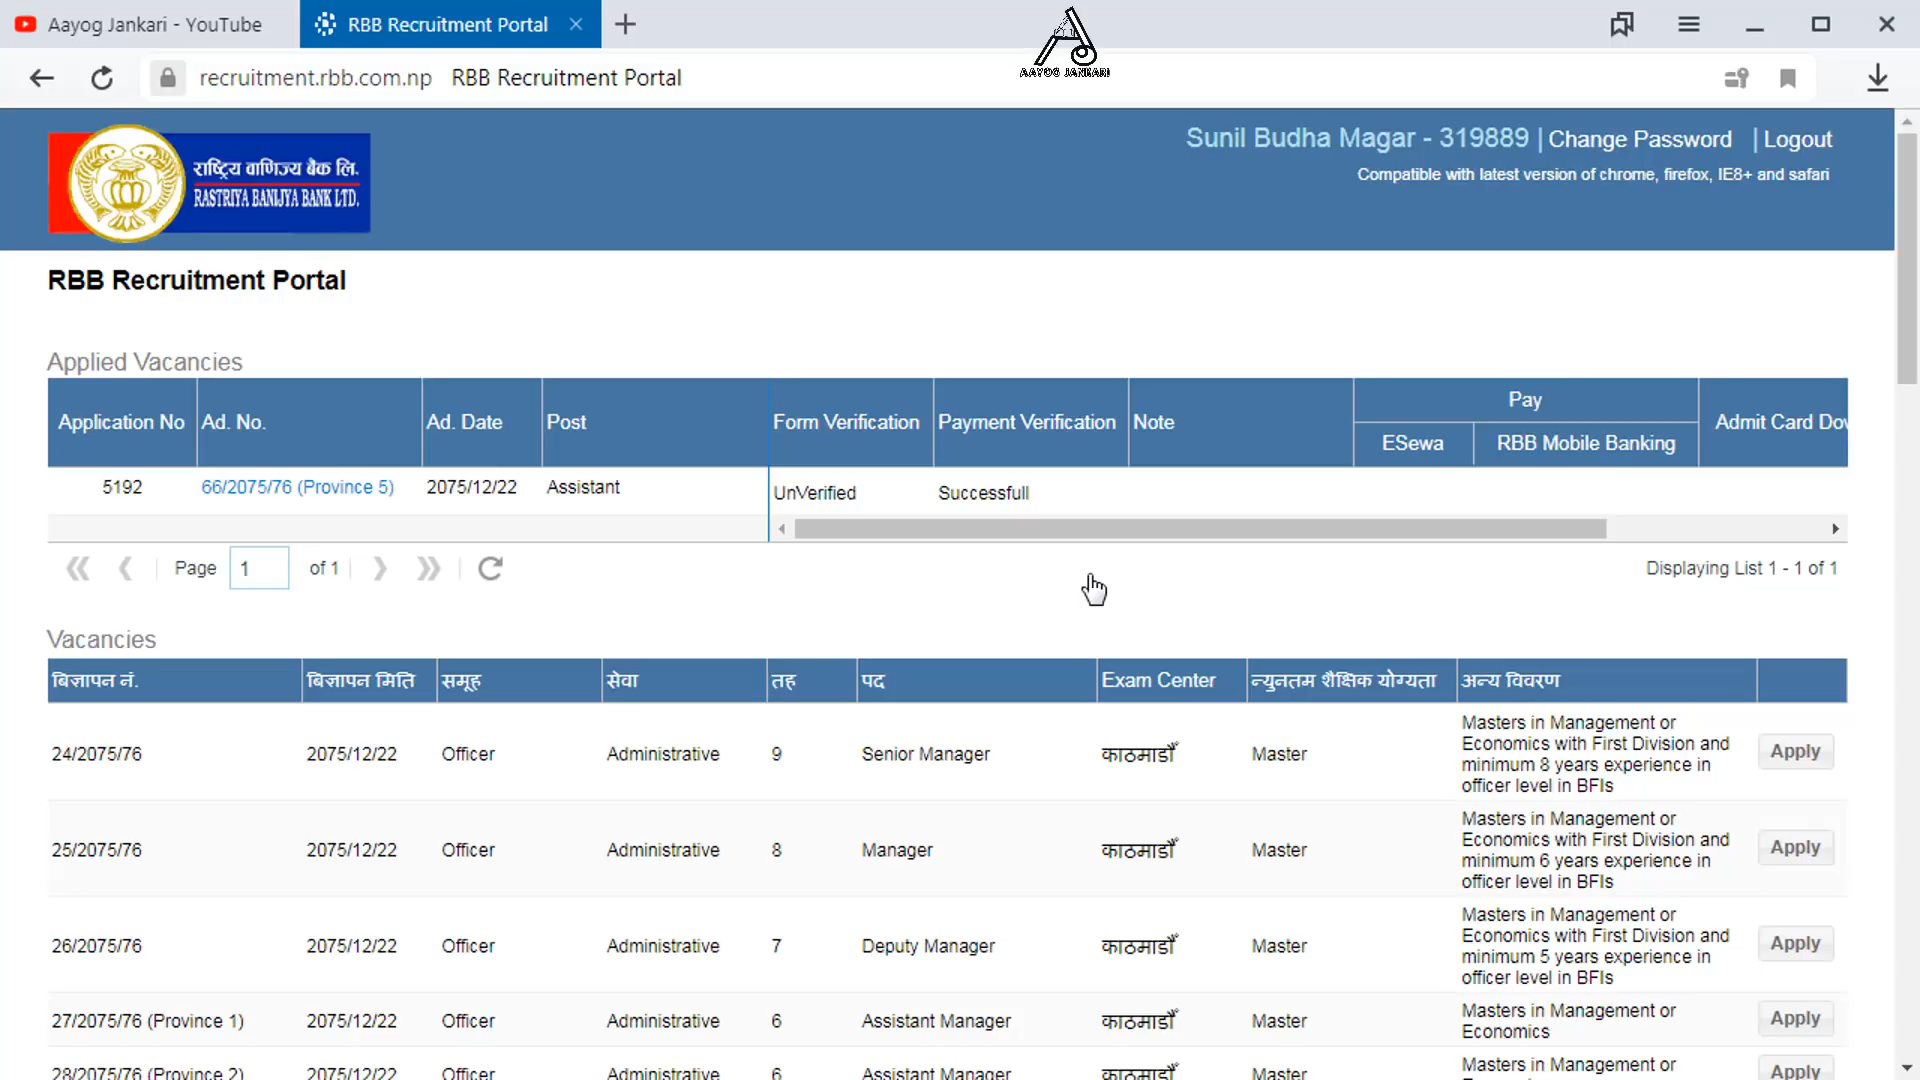 Aayog Jankari - YouTube
RBB Recruitment Portal
AAYOG JANKARI
recruitment.rbb.com.np RBB Recruitment Portal
राष्ट्रिय वाणिज्य बैंक लि.
RASTRIYA BANIJYA BANK LTD.
Sunil Budha Magar - 319889 | Change Password | Logout
Compatible with latest version of chrome, firefox, IE8+ and safari
RBB Recruitment Portal
Applied Vacancies
Application No Ad. No. Ad. Date Post Form Verification Payment Verification Note Pay Admit Card Dov
ESewa RBB Mobile Banking
5192 66/2075/76 (Province 5) 2075/12/22 Assistant UnVerified Successfull
Page 1 of 1 Displaying List 1 - 1 of 1
Vacancies
बिज्ञापन नं. बिज्ञापन मिति समूह सेवा तह पद Exam Center न्युनतम शैक्षिक योग्यता अन्य विवरण
24/2075/76 2075/12/22 Officer Administrative 9 Senior Manager काठमाडौँ Master Masters in Management or
Economics with First Division and
minimum 8 years experience in
officer level in BFIs
Apply
25/2075/76 2075/12/22 Officer Administrative 8 Manager काठमाडौँ Master Masters in Management or
Economics with First Division and
minimum 6 years experience in
officer level in BFIs
Apply
26/2075/76 2075/12/22 Officer Administrative 7 Deputy Manager काठमाडौँ Master Masters in Management or
Economics with First Division and
minimum 5 years experience in
officer level in BFIs
Apply
27/2075/76 (Province 1) 2075/12/22 Officer Administrative 6 Assistant Manager काठमाडौँ Master Masters in Management or
Economics
Apply
28/2075/76 (Province 2) 2075/12/22 Officer Administrative 6 Assistant Manager काठमाडौँ Master Masters in Management or
Apply